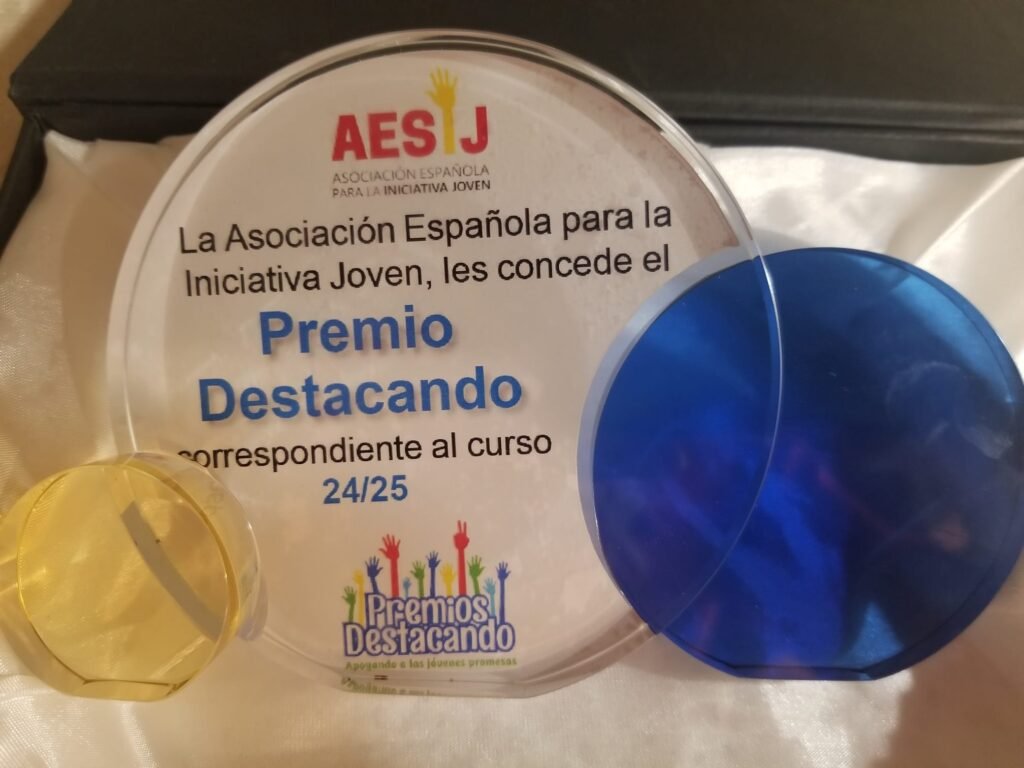 AESIJ
ASOCIACIÓN ESPAÑOLA
PARA LA INICIATIVA JOVEN
La Asociación Española para la
Iniciativa Joven, les concede el
Premio
Destacando
correspondiente al curso
24/25
Premios
Destacando
Apoyando a las jóvenes promesas